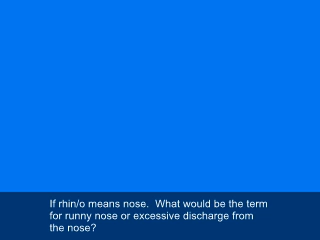 If rhin/o means nose.  What would be the term
for runny nose or excessive discharge from
the nose?